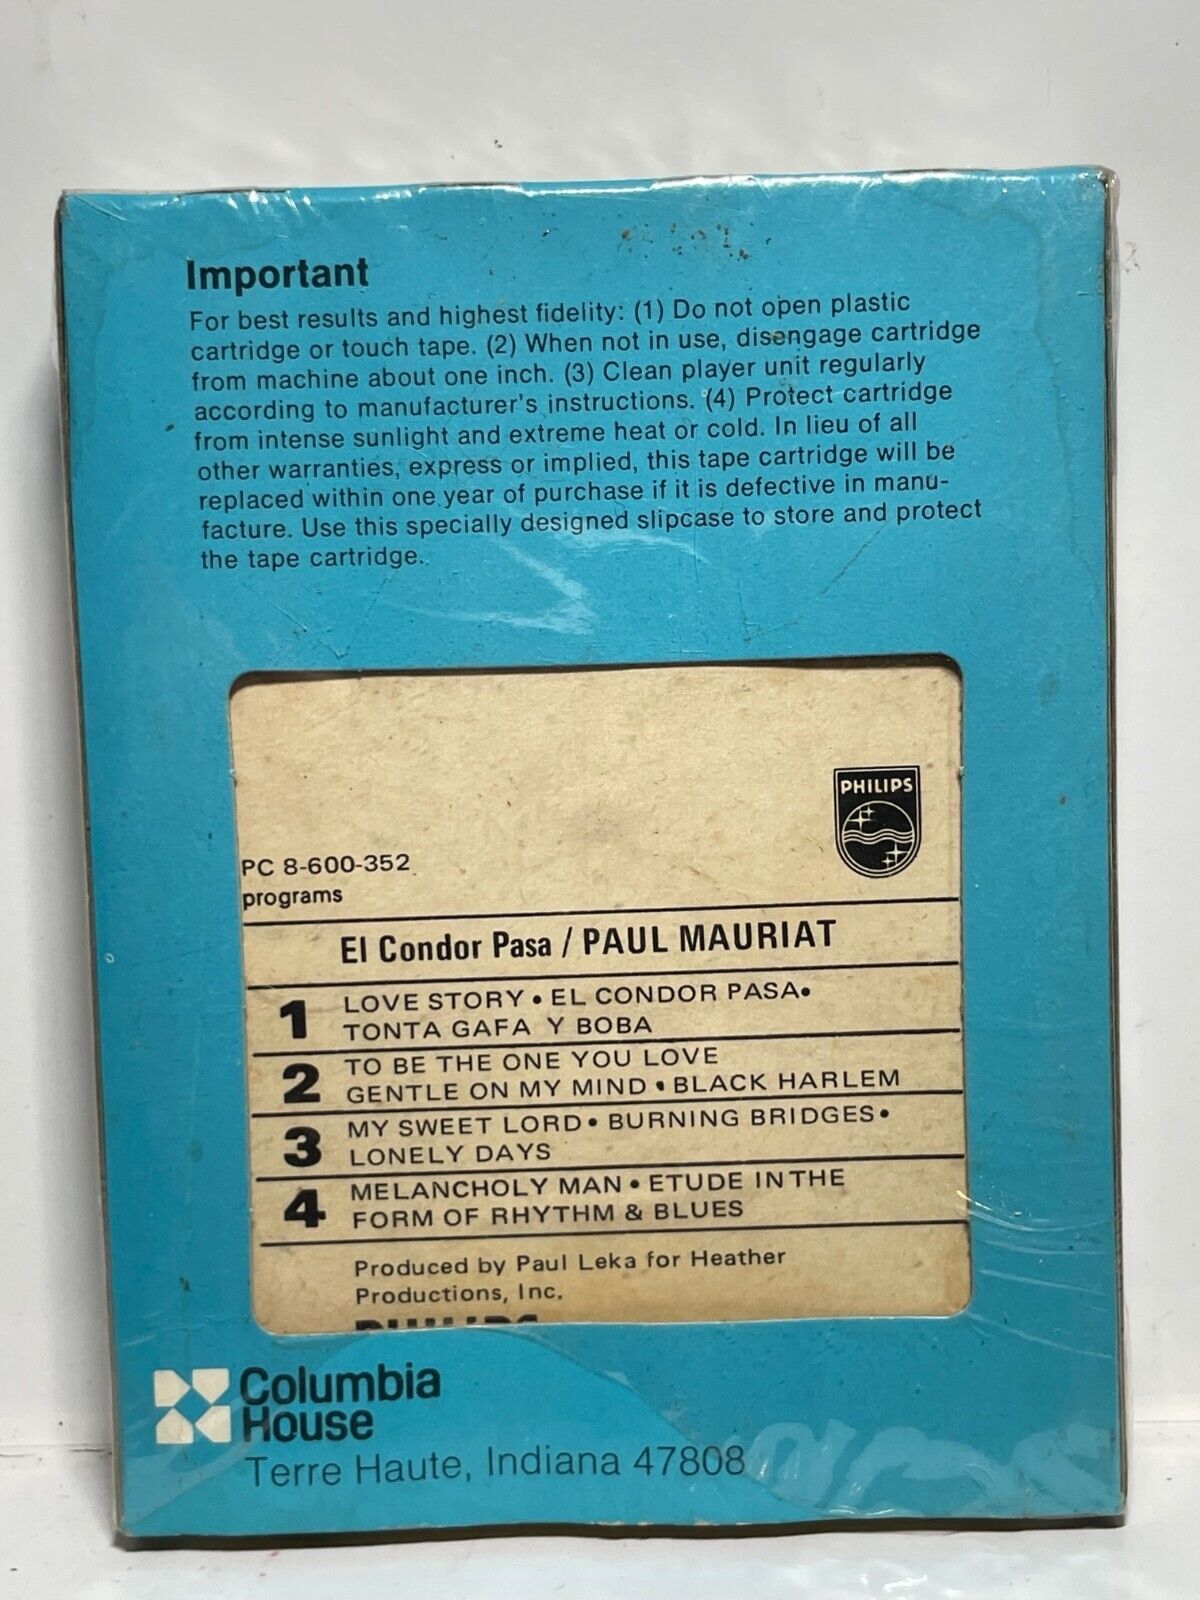 Important
For best results and highest fidelity: (1) Do not open plastic
cartridge or touch tape. (2) When not in use, disengage cartridge
from machine about one inch. (3) Clean player unit regularly
according to manufacturer's instructions. (4) Protect cartridge
from intense sunlight and extreme heat or cold. In lieu of all
other warranties, express or implied, this tape cartridge will be
replaced within one year of purchase if it is defective in manu-
facture. Use this specially designed slipcase to store and protect
the tape cartridge.
PHILIPS
PC 8-600-352
programs
El Condor Pasa / PAUL MAURIAT
1 LOVE STORY • EL CONDOR PASA•
TONTA GAFA Y BOBA
2 TO BE THE ONE YOU LOVE
GENTLE ON MY MIND • BLACK HARLEM
3 MY SWEET LORD • BURNING BRIDGES•
LONELY DAYS
4 MELANCHOLY MAN • ETUDE IN THE
FORM OF RHYTHM & BLUES
Produced by Paul Leka for Heather
Productions, Inc.
PHILIPS
Columbia
House
Terre Haute, Indiana 47808